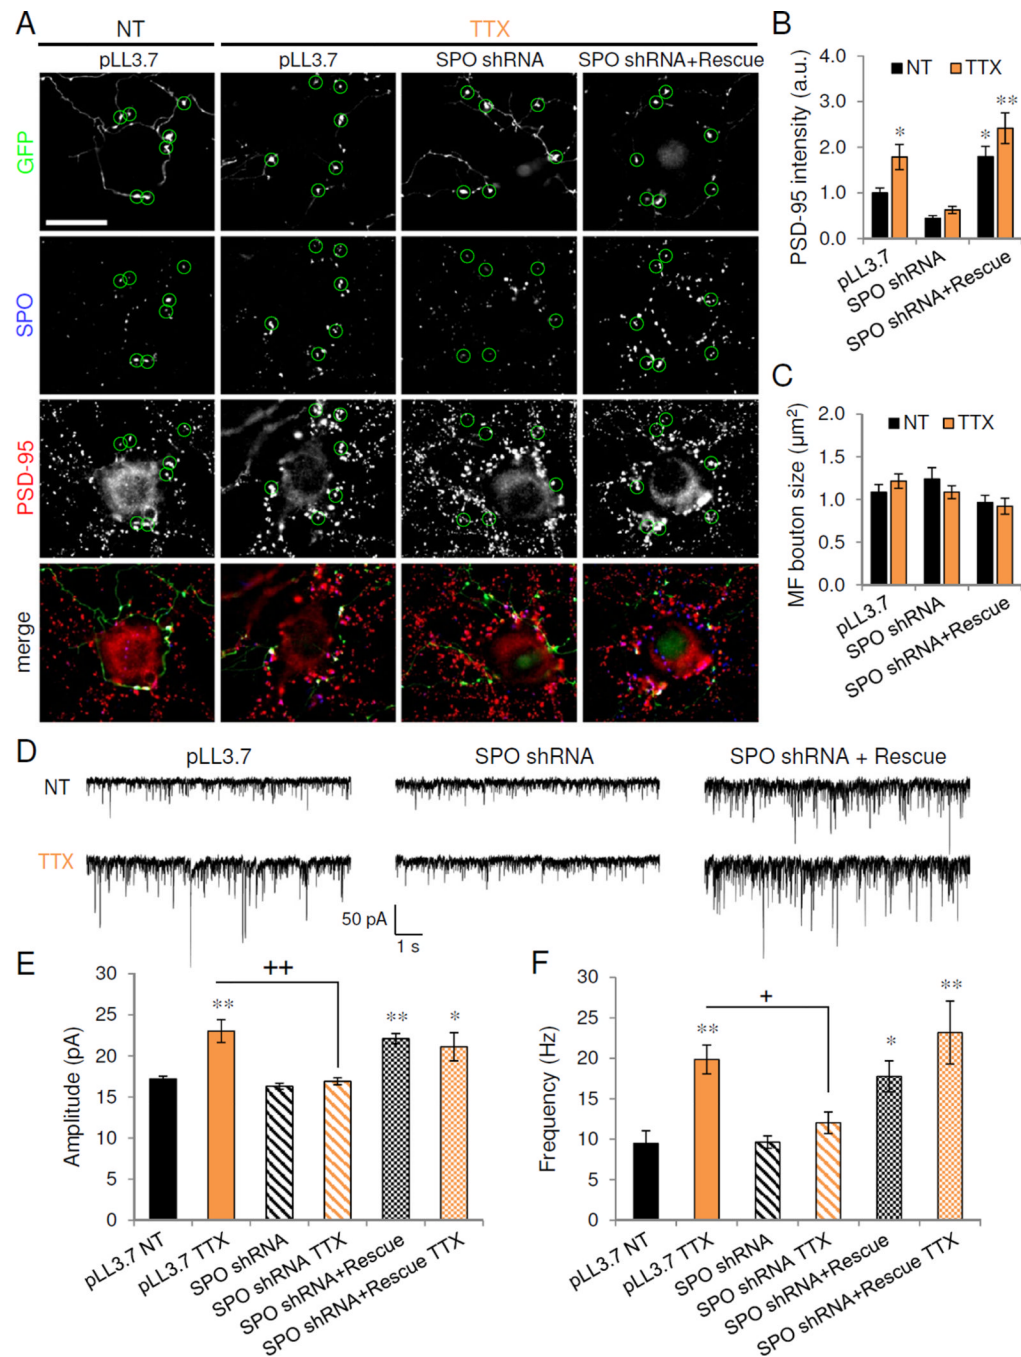 A
NT
TTX
pLL3.7
pLL3.7
SPO shRNA
SPO shRNA+Rescue
GFP
SPO
PSD-95
merge
B
PSD-95 intensity (a.u.)
4.0
3.0
2.0
1.0
0.0
NT
TTX
*
*
**
pLL3.7
SPO shRNA
SPO shRNA+Rescue
C
MF bouton size (µm²)
2.0
1.5
1.0
0.5
0.0
NT
TTX
pLL3.7
SPO shRNA
SPO shRNA+Rescue
D
pLL3.7
SPO shRNA
SPO shRNA + Rescue
NT
TTX
50 pA
1 s
E
Amplitude (pA)
30
25
20
15
10
5
0
**
++
**
*
pLL3.7 NT
pLL3.7 TTX
SPO shRNA
SPO shRNA TTX
SPO shRNA+Rescue
SPO shRNA+Rescue TTX
F
Frequency (Hz)
30
25
20
15
10
5
0
**
+
*
**
pLL3.7 NT
pLL3.7 TTX
SPO shRNA
SPO shRNA TTX
SPO shRNA+Rescue
SPO shRNA+Rescue TTX